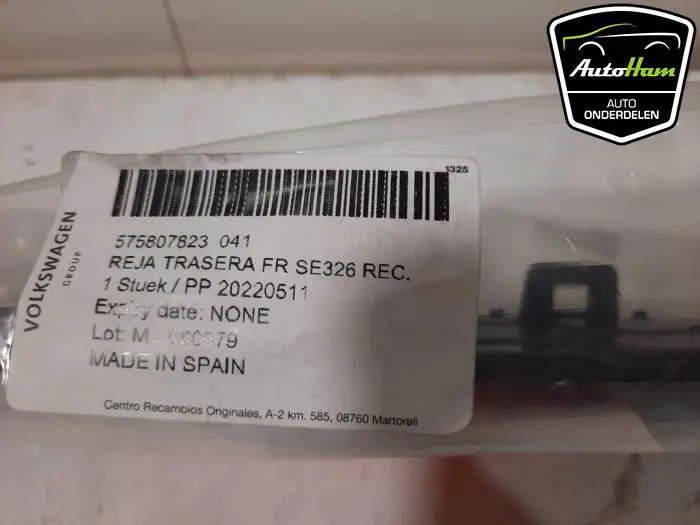 AutoHam
AUTO
ONDERDELEN
1325
VOLKSWAGEN
GROUP
575807823 041
REJA TRASERA FR SE326 REC.
1 Stuek / PP 20220511
Expiry date: NONE
Lot: M -
MADE IN SPAIN
Centro Recambios Originales, A-2 km. 585, 08760 Martorell